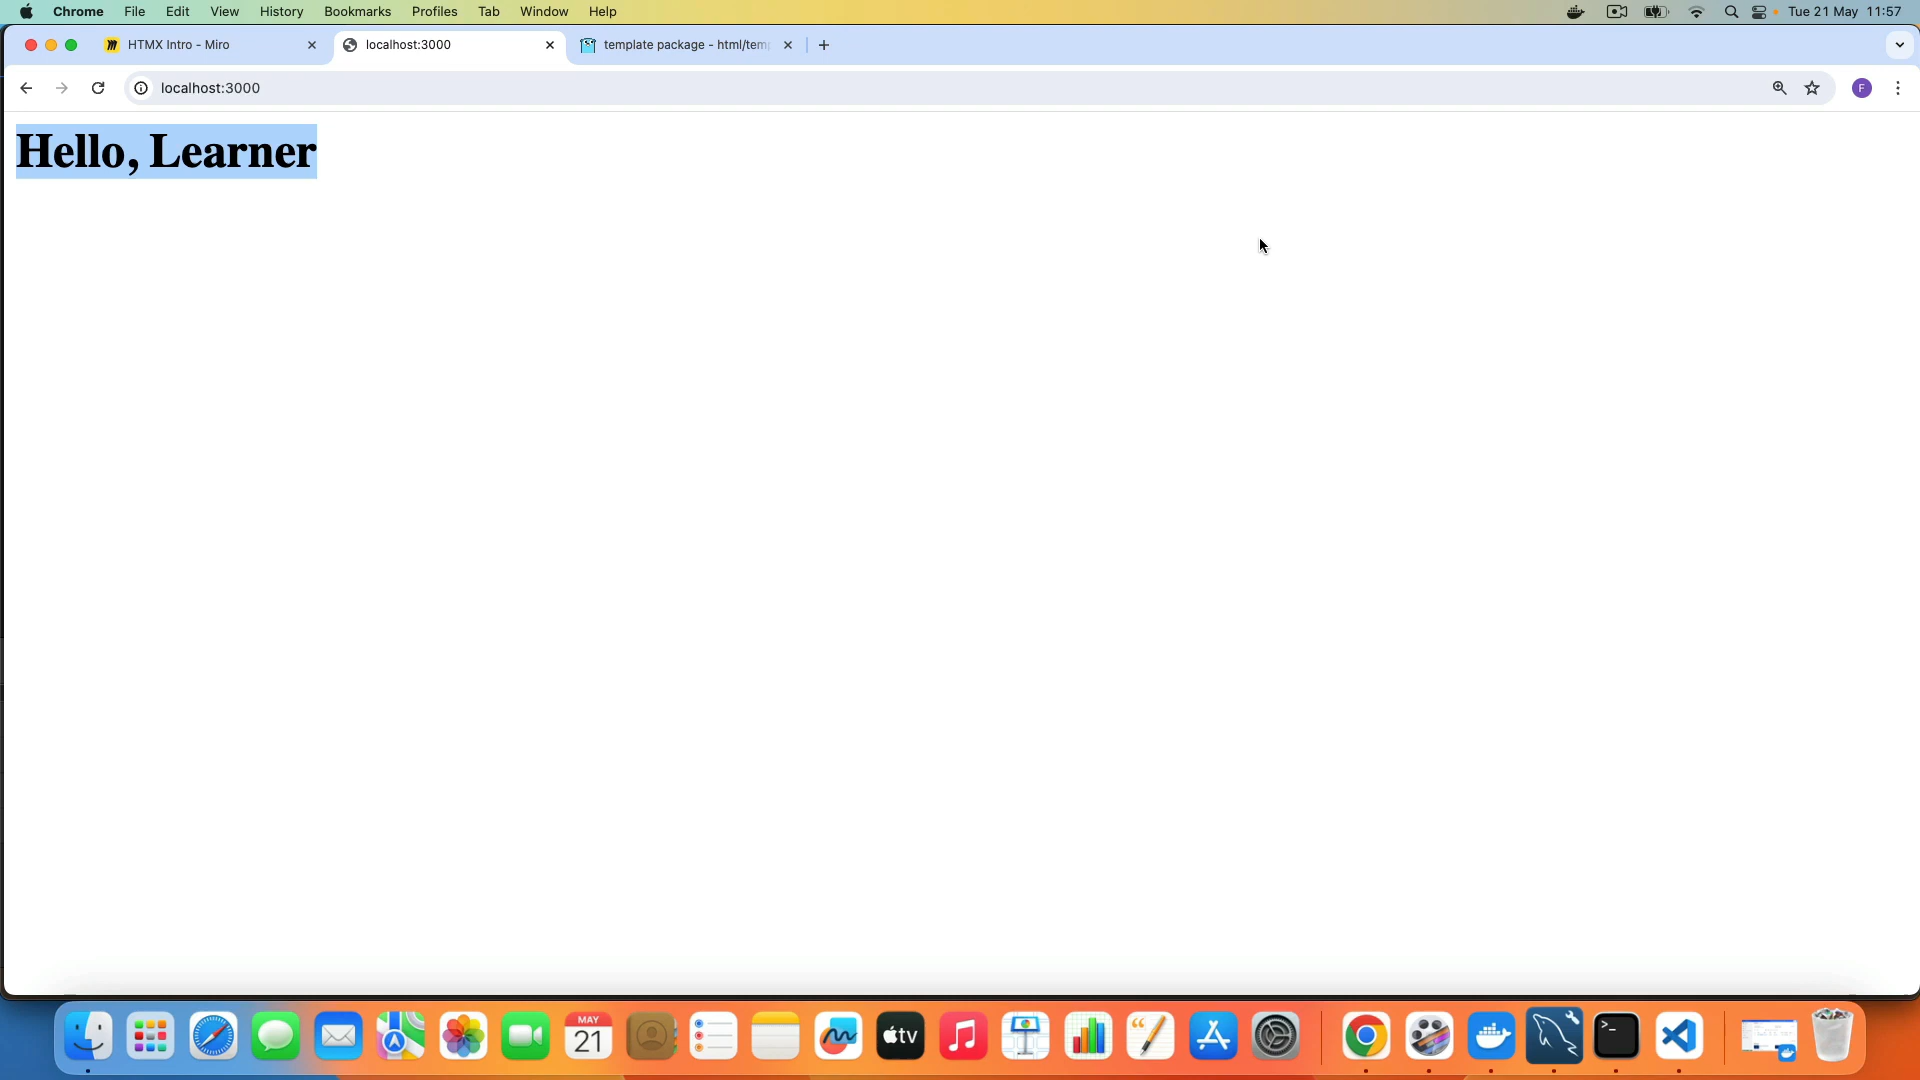 Chrome File Edit View History Bookmarks Profiles Tab Window Help Tue 21 May 11:57
HTMX Intro - Miro localhost:3000 template package - html/tem
localhost:3000 F
Hello, Learner
MAY
21
tv
>_